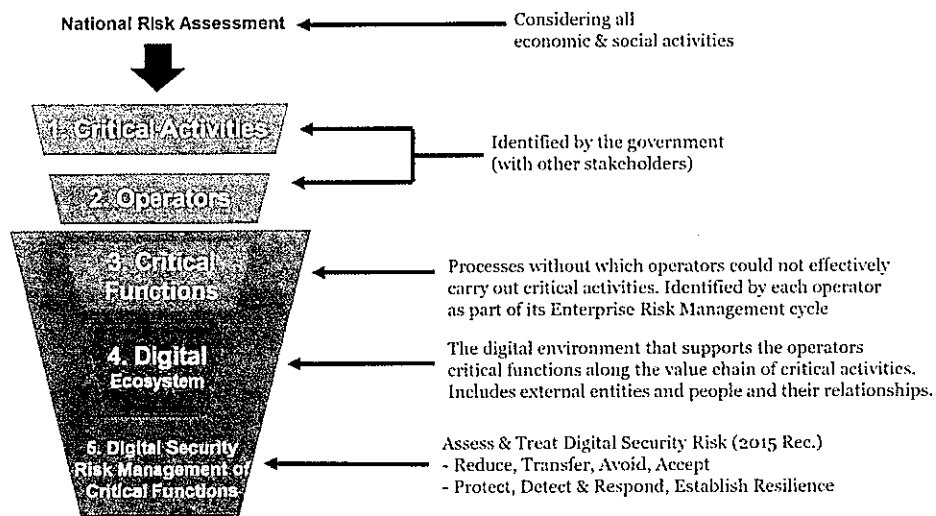 National Risk Assessment
Considering all
economic & social activities
1. Critical Activities
Identified by the government
(with other stakeholders)
2. Operators
3. Critical
Functions
Processes without which operators could not effectively
carry out critical activities. Identified by each operator
as part of its Enterprise Risk Management cycle
4. Digital
Ecosystem
The digital environment that supports the operators
critical functions along the value chain of critical activities.
Includes external entities and people and their relationships.
5. Digital Security
Risk Management of
Critical Functions
Assess & Treat Digital Security Risk (2015 Rec.)
- Reduce, Transfer, Avoid, Accept
- Protect, Detect & Respond, Establish Resilience